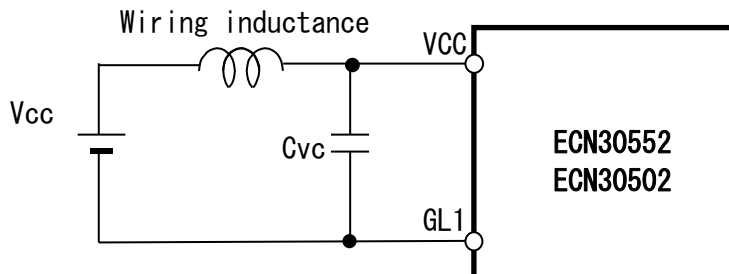 Wiring inductance
VCC
Vcc
Cvc
ECN30552
ECN30502
GL1